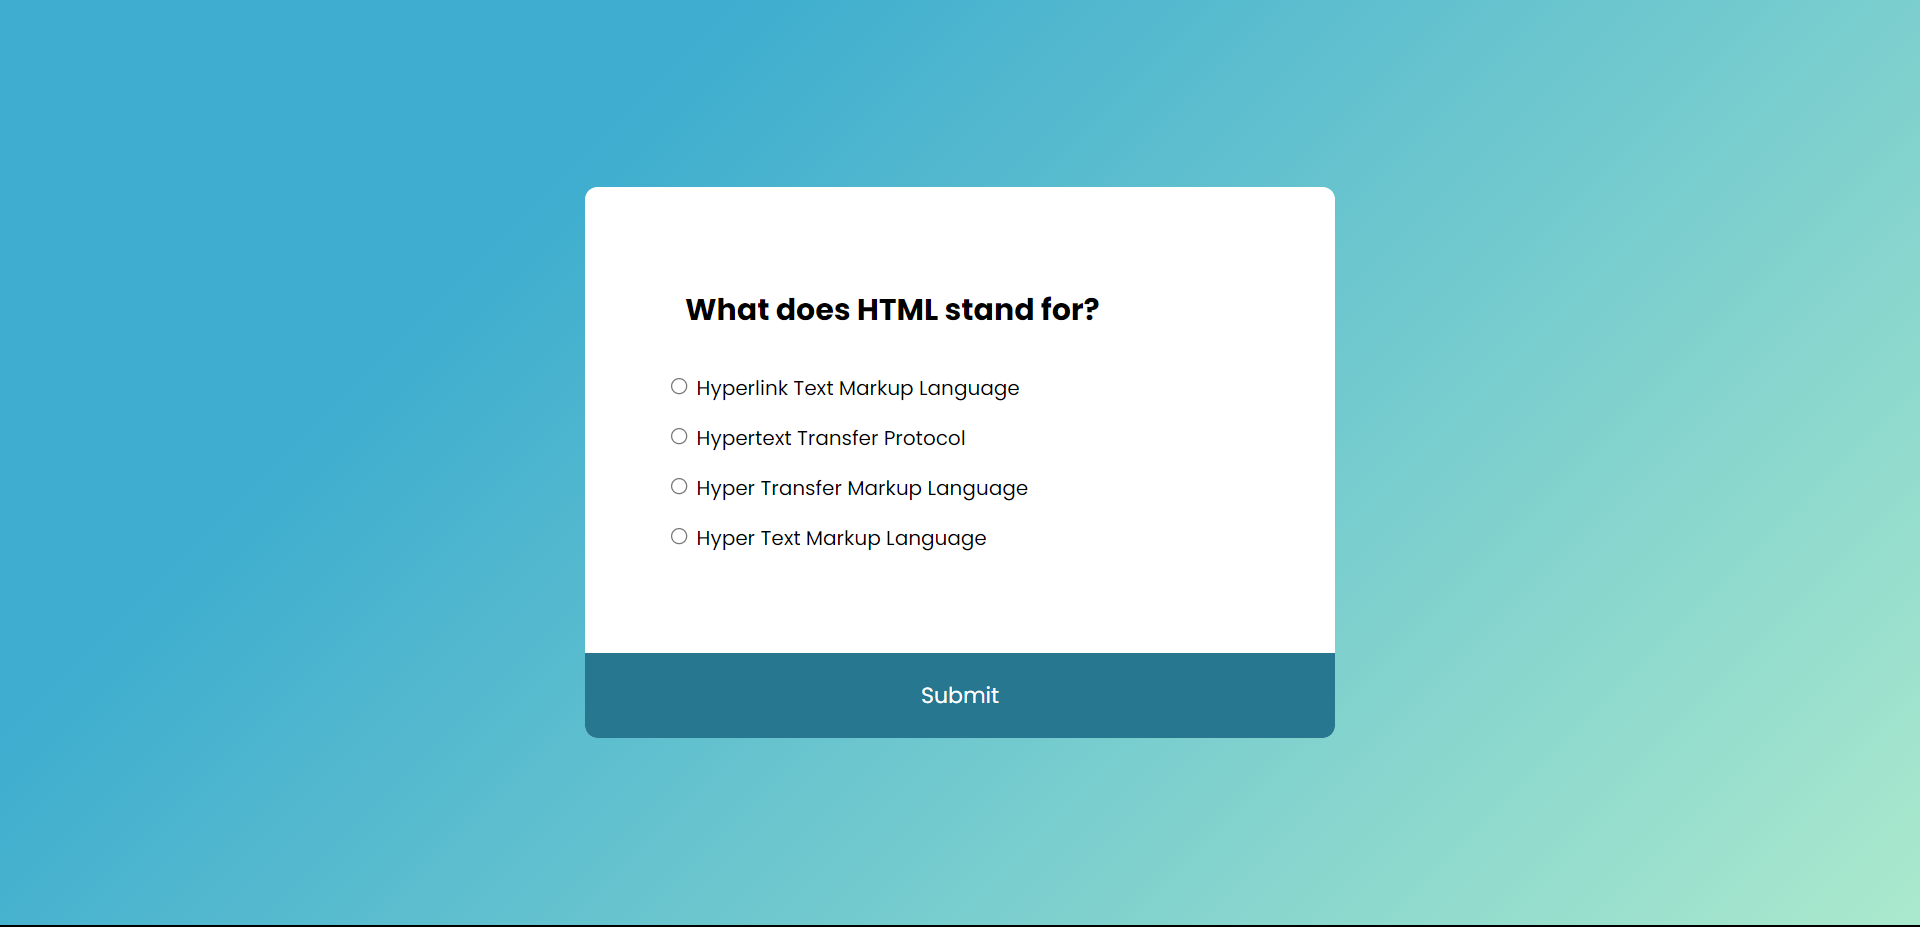 What does HTML stand for?
Hyperlink Text Markup Language
Hypertext Transfer Protocol
Hyper Transfer Markup Language
Hyper Text Markup Language
Submit